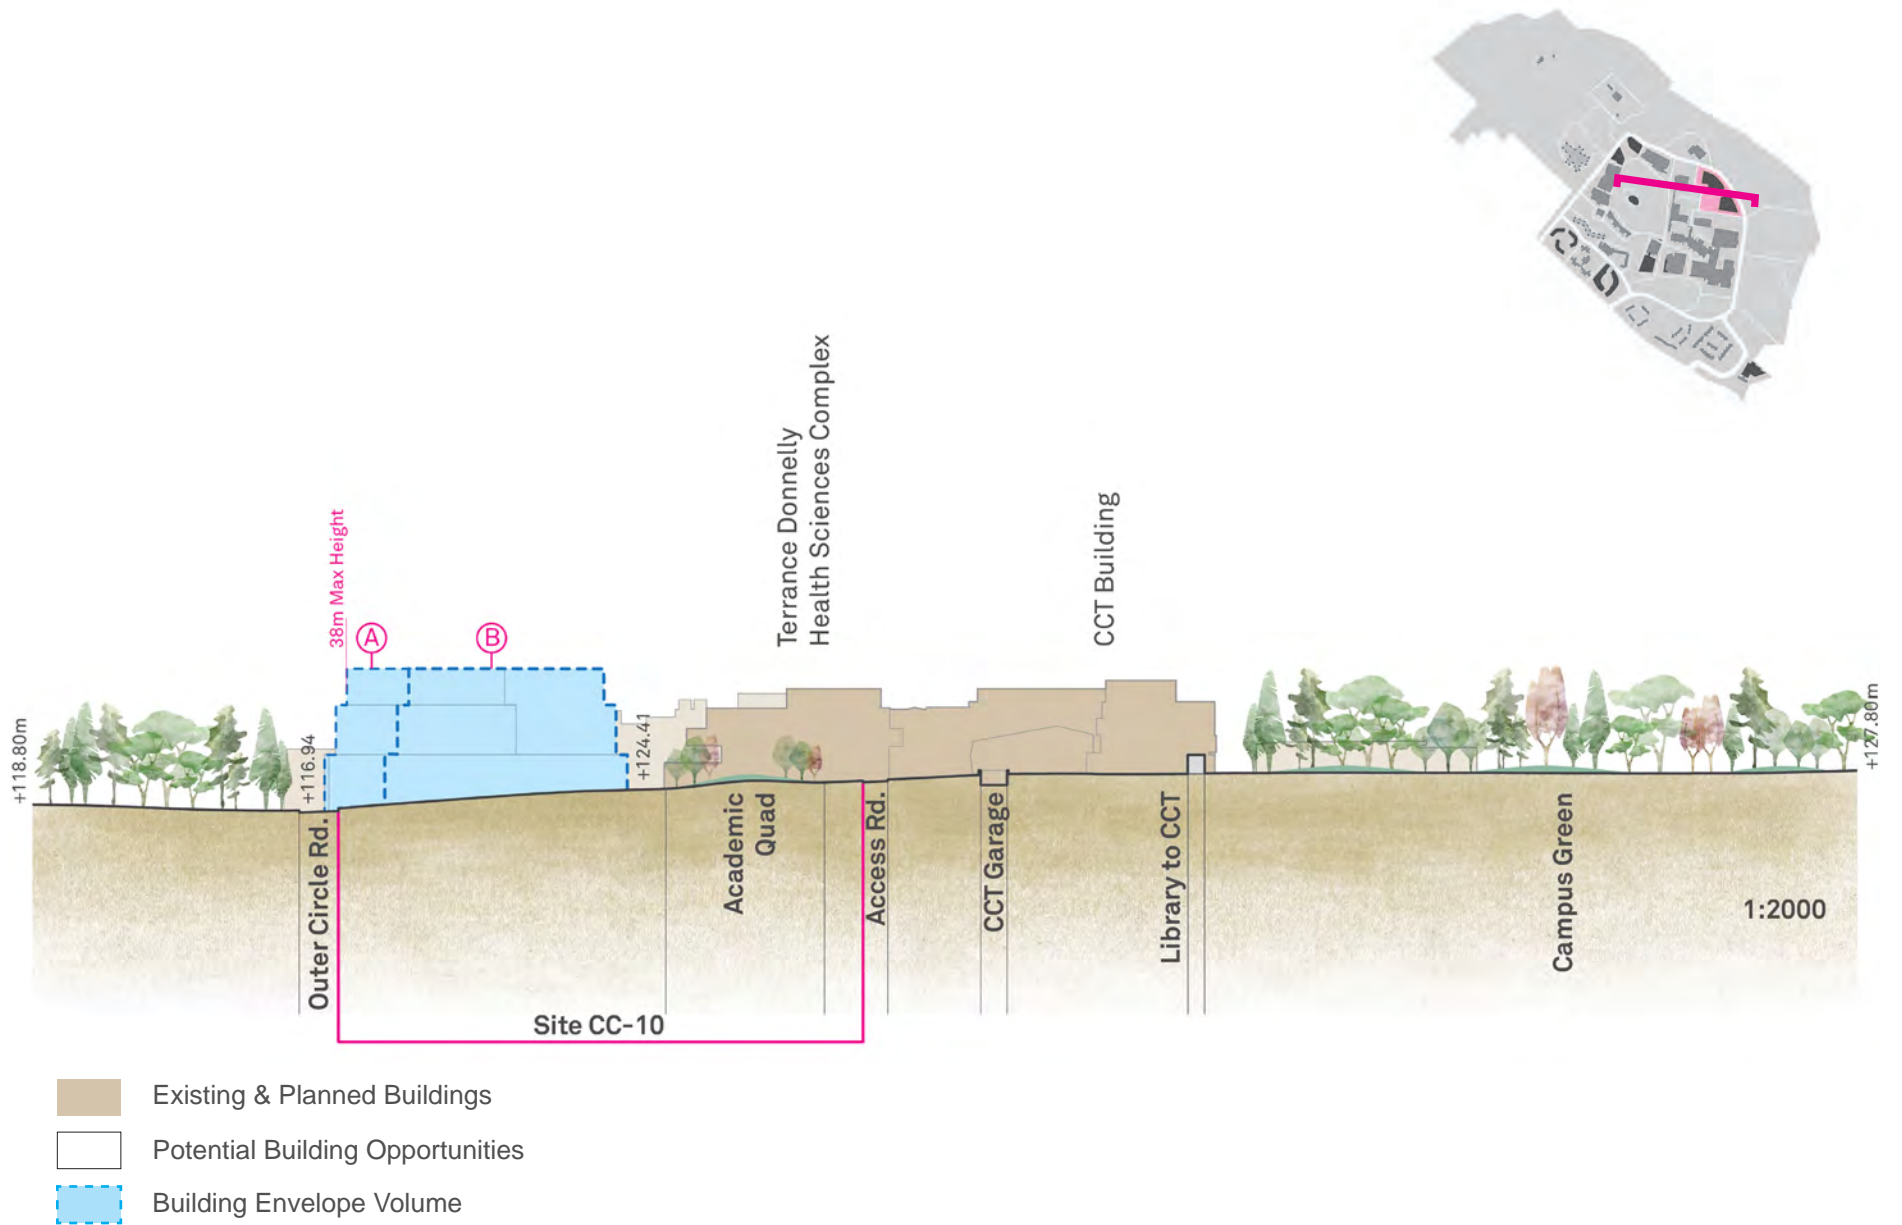 Terrance Donnelly
Health Sciences Complex
CCT Building
38m Max Height
A
B
+118.80m
+116.94
+124.41
+127.80m
Outer Circle Rd.
Academic
Quad
Access Rd.
CCT Garage
Library to CCT
Campus Green
1:2000
Site CC-10
Existing & Planned Buildings
Potential Building Opportunities
Building Envelope Volume